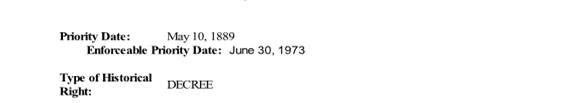 Priority Date: May 10, 1889
Enforceable Priority Date: June 30, 1973
Type of Historical
Right: DECREE